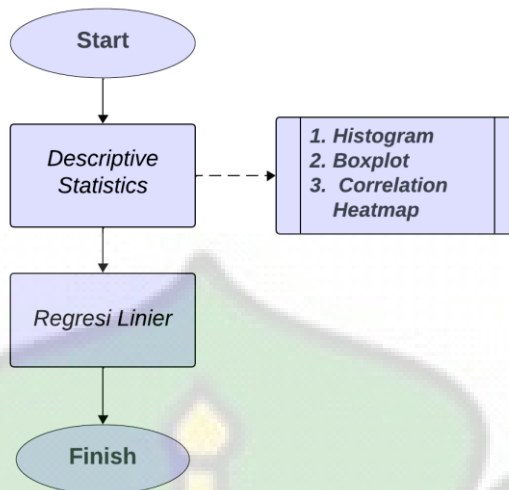 Start
Descriptive
Statistics
1. Histogram
2. Boxplot
3. Correlation
Heatmap
Regresi Linier
Finish